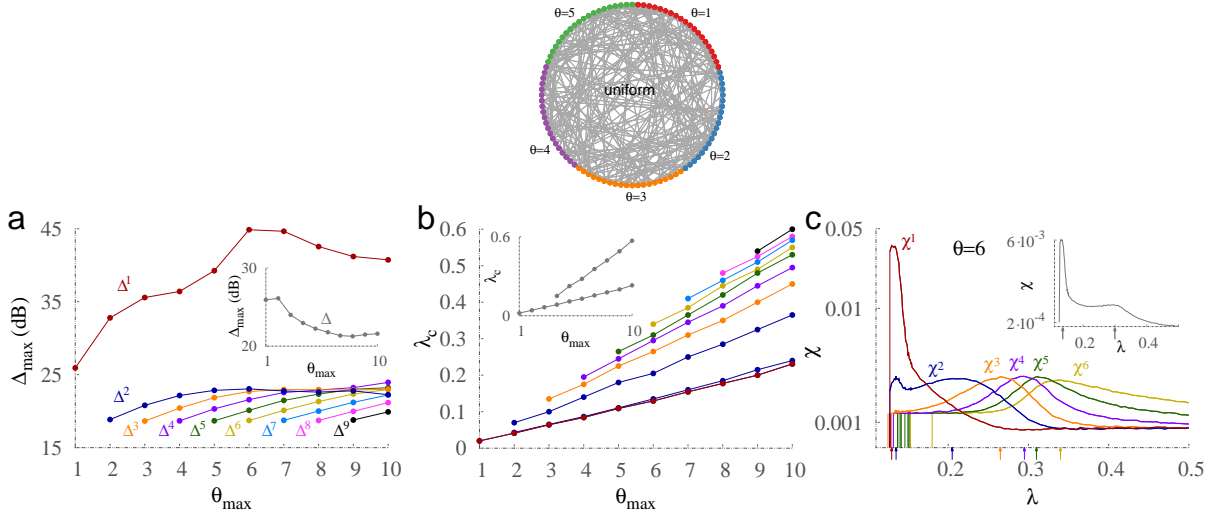 θ=5
θ=1
uniform
θ=4
θ=2
θ=3
a
45
35
25
15
Δmax (dB)
1 2 3 4 5 6 7 8 9 10
θmax
Δ¹
Δ²
Δ³
Δ⁴
Δ⁵
Δ⁶
Δ⁷
Δ⁸
Δ⁹
30
20
Δmax (dB)
Δ
1
10
θmax
b
0.6
0.5
0.4
0.3
0.2
0.1
0
λc
1 2 3 4 5 6 7 8 9 10
θmax
0.6
0
λc
1
10
θmax
c
0.05
0.01
0.001
χ
χ¹
θ=6
χ²
χ³
χ⁴
χ⁵
χ⁶
0.2 0.3 0.4 0.5
λ
6·10⁻³
2·10⁻⁴
χ
0.2
0.4
λ